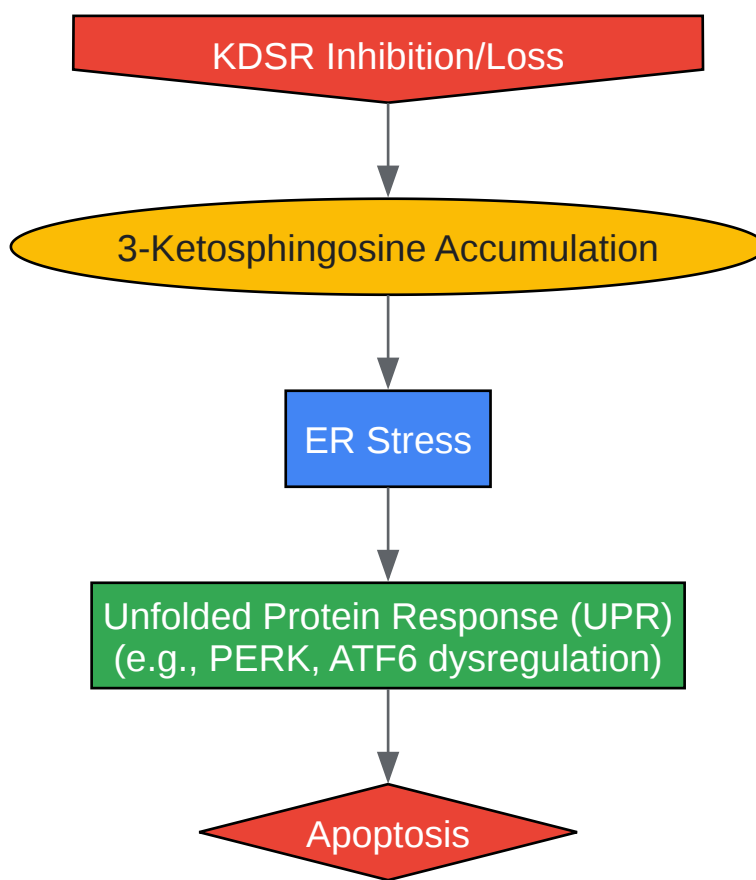 KDSR Inhibition/Loss
3-Ketosphingosine Accumulation
ER Stress
Unfolded Protein Response (UPR)
(e.g., PERK, ATF6 dysregulation)
Apoptosis